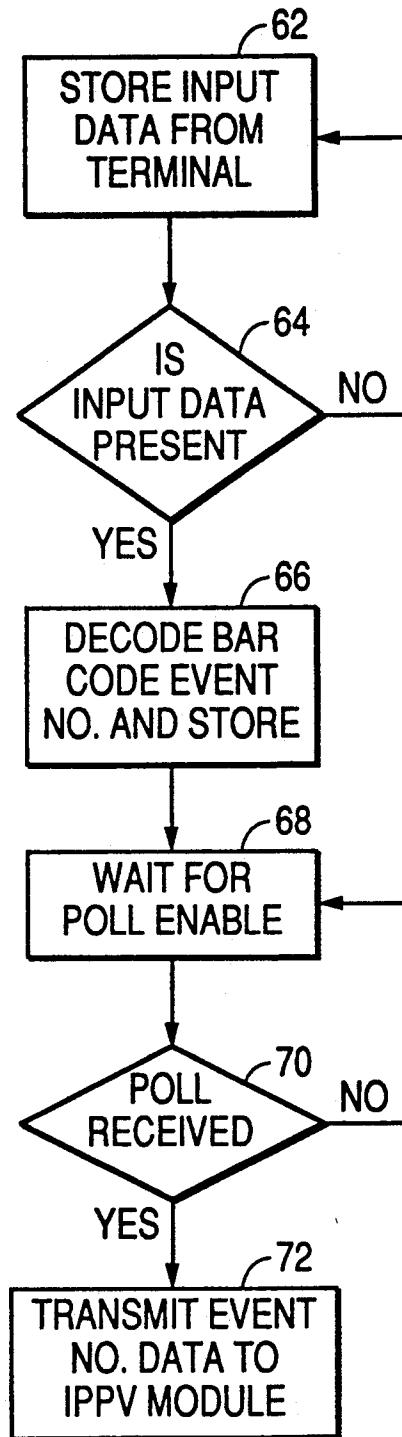 62
STORE INPUT
DATA FROM
TERMINAL
64
IS
INPUT DATA
PRESENT
NO
YES
66
DECODE BAR
CODE EVENT
NO. AND STORE
68
WAIT FOR
POLL ENABLE
70
POLL
RECEIVED
NO
YES
72
TRANSMIT EVENT
NO. DATA TO
IPPV MODULE